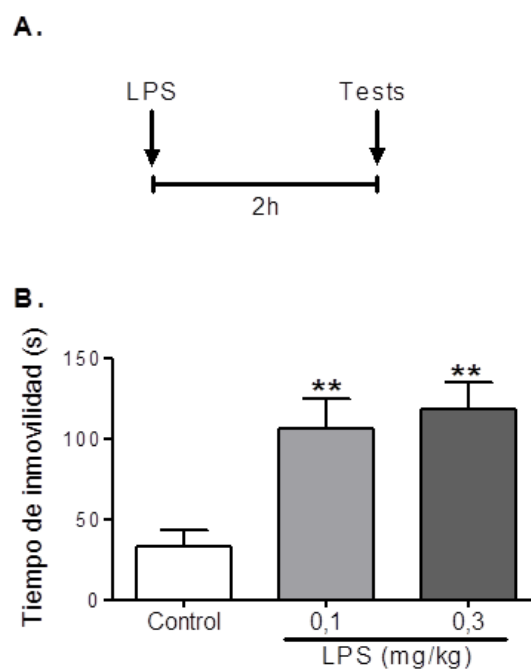 A.
LPS Tests
2h
B.
Tiempo de inmovilidad (s)
150
100
50
0
** **
Control 0,1 0,3
LPS (mg/kg)